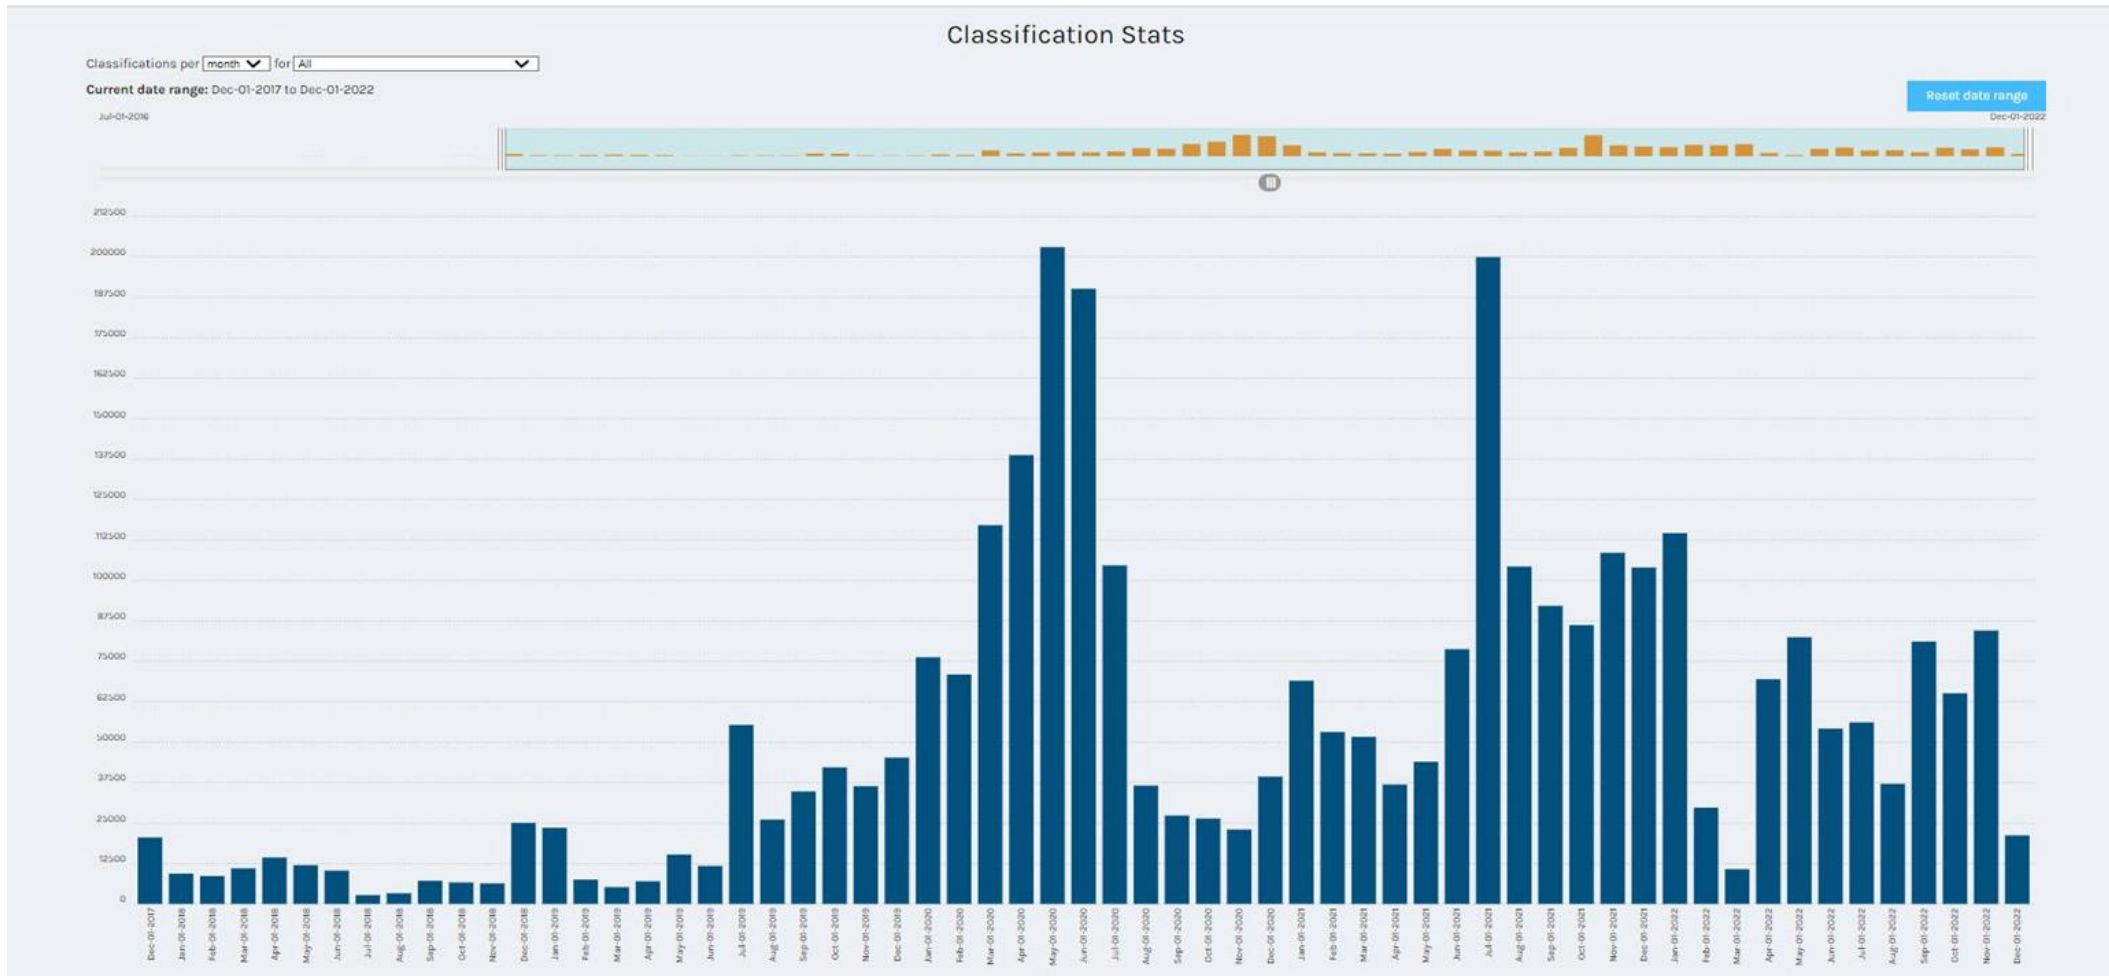 Classification Stats
Classifications per month for All
Current date range: Dec-01-2017 to Dec-01-2022
Reset date range
Jul-01-2016
Dec-01-2022
212500
200000
187500
175000
162500
150000
137500
125000
112500
100000
87500
75000
62500
50000
37500
25000
12500
0
Dec-01-2017
Jan-01-2018
Feb-01-2018
Mar-01-2018
Apr-01-2018
May-01-2018
Jun-01-2018
Jul-01-2018
Aug-01-2018
Sep-01-2018
Oct-01-2018
Nov-01-2018
Dec-01-2018
Jan-01-2019
Feb-01-2019
Mar-01-2019
Apr-01-2019
May-01-2019
Jun-01-2019
Jul-01-2019
Aug-01-2019
Sep-01-2019
Oct-01-2019
Nov-01-2019
Dec-01-2019
Jan-01-2020
Feb-01-2020
Mar-01-2020
Apr-01-2020
May-01-2020
Jun-01-2020
Jul-01-2020
Aug-01-2020
Sep-01-2020
Oct-01-2020
Nov-01-2020
Dec-01-2020
Jan-01-2021
Feb-01-2021
Mar-01-2021
Apr-01-2021
May-01-2021
Jun-01-2021
Jul-01-2021
Aug-01-2021
Sep-01-2021
Oct-01-2021
Nov-01-2021
Dec-01-2021
Jan-01-2022
Feb-01-2022
Mar-01-2022
Apr-01-2022
May-01-2022
Jun-01-2022
Jul-01-2022
Aug-01-2022
Sep-01-2022
Oct-01-2022
Nov-01-2022
Dec-01-2022